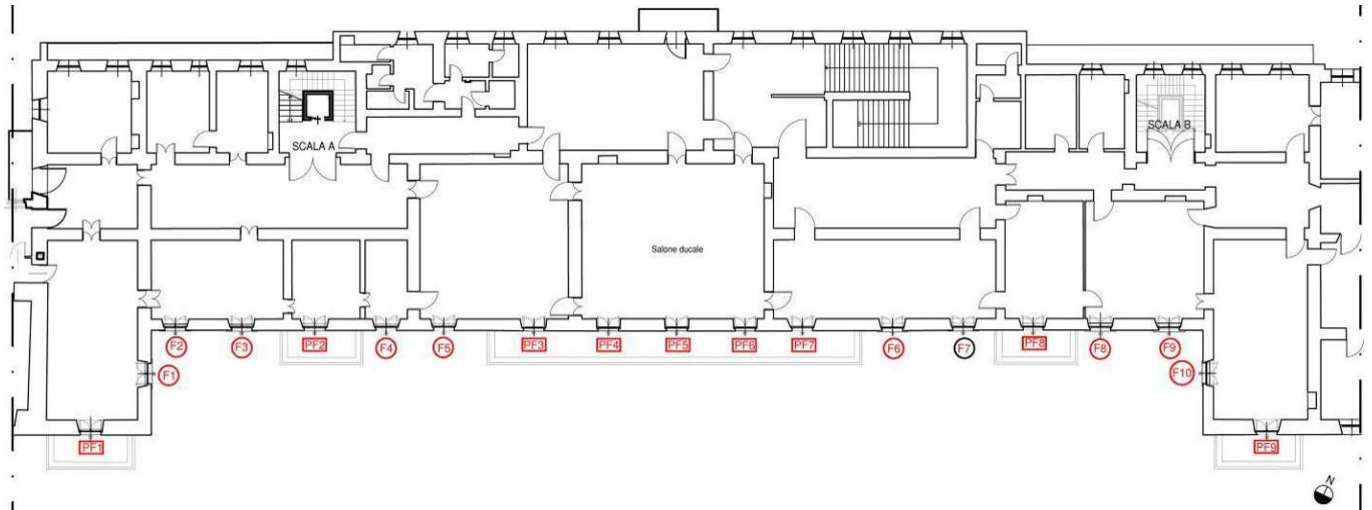 SCALA A
SCALA B
Salone ducale
F2
F3
PF2
F4
F5
PF3
PF4
PF5
PF6
PF7
F6
F7
PF8
F8
F9
F1
F10
PF1
PF9
N